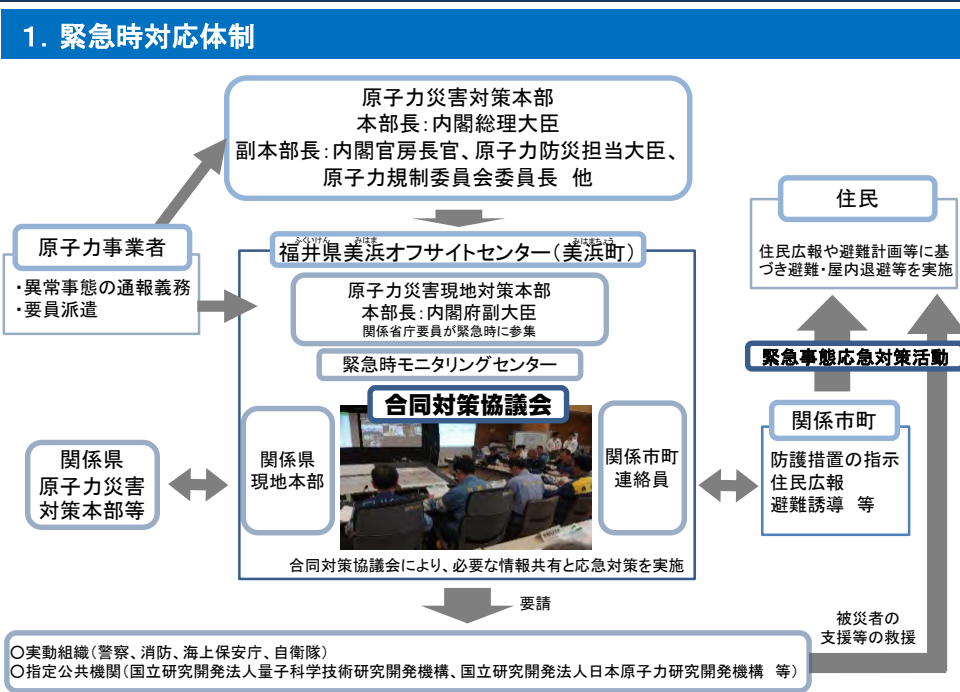 1．緊急時対応体制
原子力災害対策本部
本部長：内閣総理大臣
副本部長：内閣官房長官、原子力防災担当大臣、
原子力規制委員会委員長　他
原子力事業者
・異常事態の通報義務
・要員派遣
ふくいけん　みはま　みはまちょう
福井県美浜オフサイトセンター（美浜町）
原子力災害現地対策本部
本部長：内閣府副大臣
関係省庁要員が緊急時に参集
緊急時モニタリングセンター
合同対策協議会
関係県
現地本部
関係市町
連絡員
合同対策協議会により、必要な情報共有と応急対策を実施
関係県
原子力災害
対策本部等
住民
住民広報や避難計画等に基
づき避難・屋内退避等を実施
緊急事態応急対策活動
関係市町
防護措置の指示
住民広報
避難誘導　等
要請
被災者の
支援等の救援
○実動組織（警察、消防、海上保安庁、自衛隊）
○指定公共機関（国立研究開発法人量子科学技術研究開発機構、国立研究開発法人日本原子力研究開発機構　等）